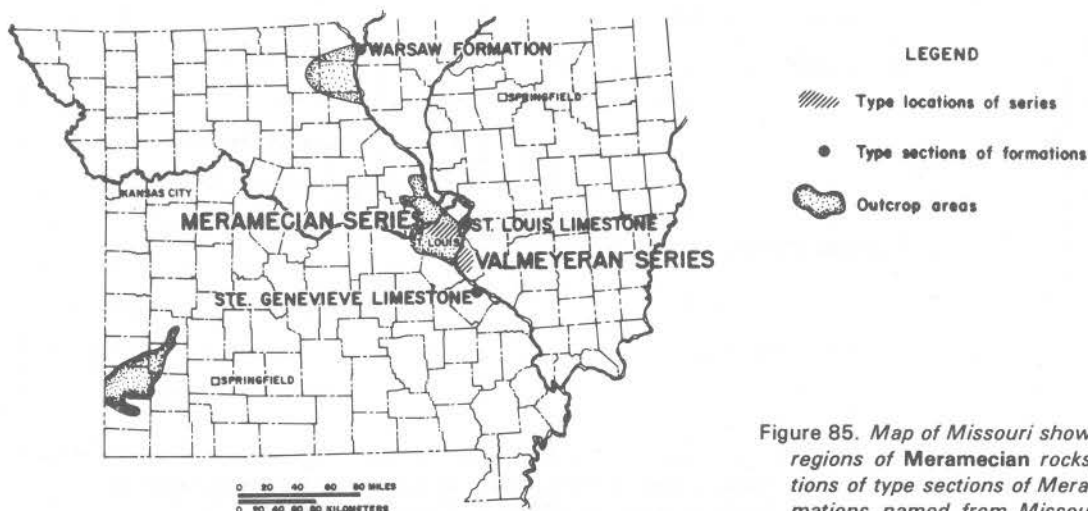 WARSAW FORMATION
SPRINGFIELD
KANSAS CITY
MERAMECIAN SERIES
ST. LOUIS LIMESTONE
ST. LOUIS
VALMEYERAN SERIES
STE. GENEVIEVE LIMESTONE
SPRINGFIELD
0 20 40 60 80 MILES
0 20 40 60 80 KILOMETERS
LEGEND
Type locations of series
Type sections of formations
Outcrop areas
Figure 85. Map of Missouri show
regions of Meramecian rocks
tions of type sections of Mera
mations named from Missou